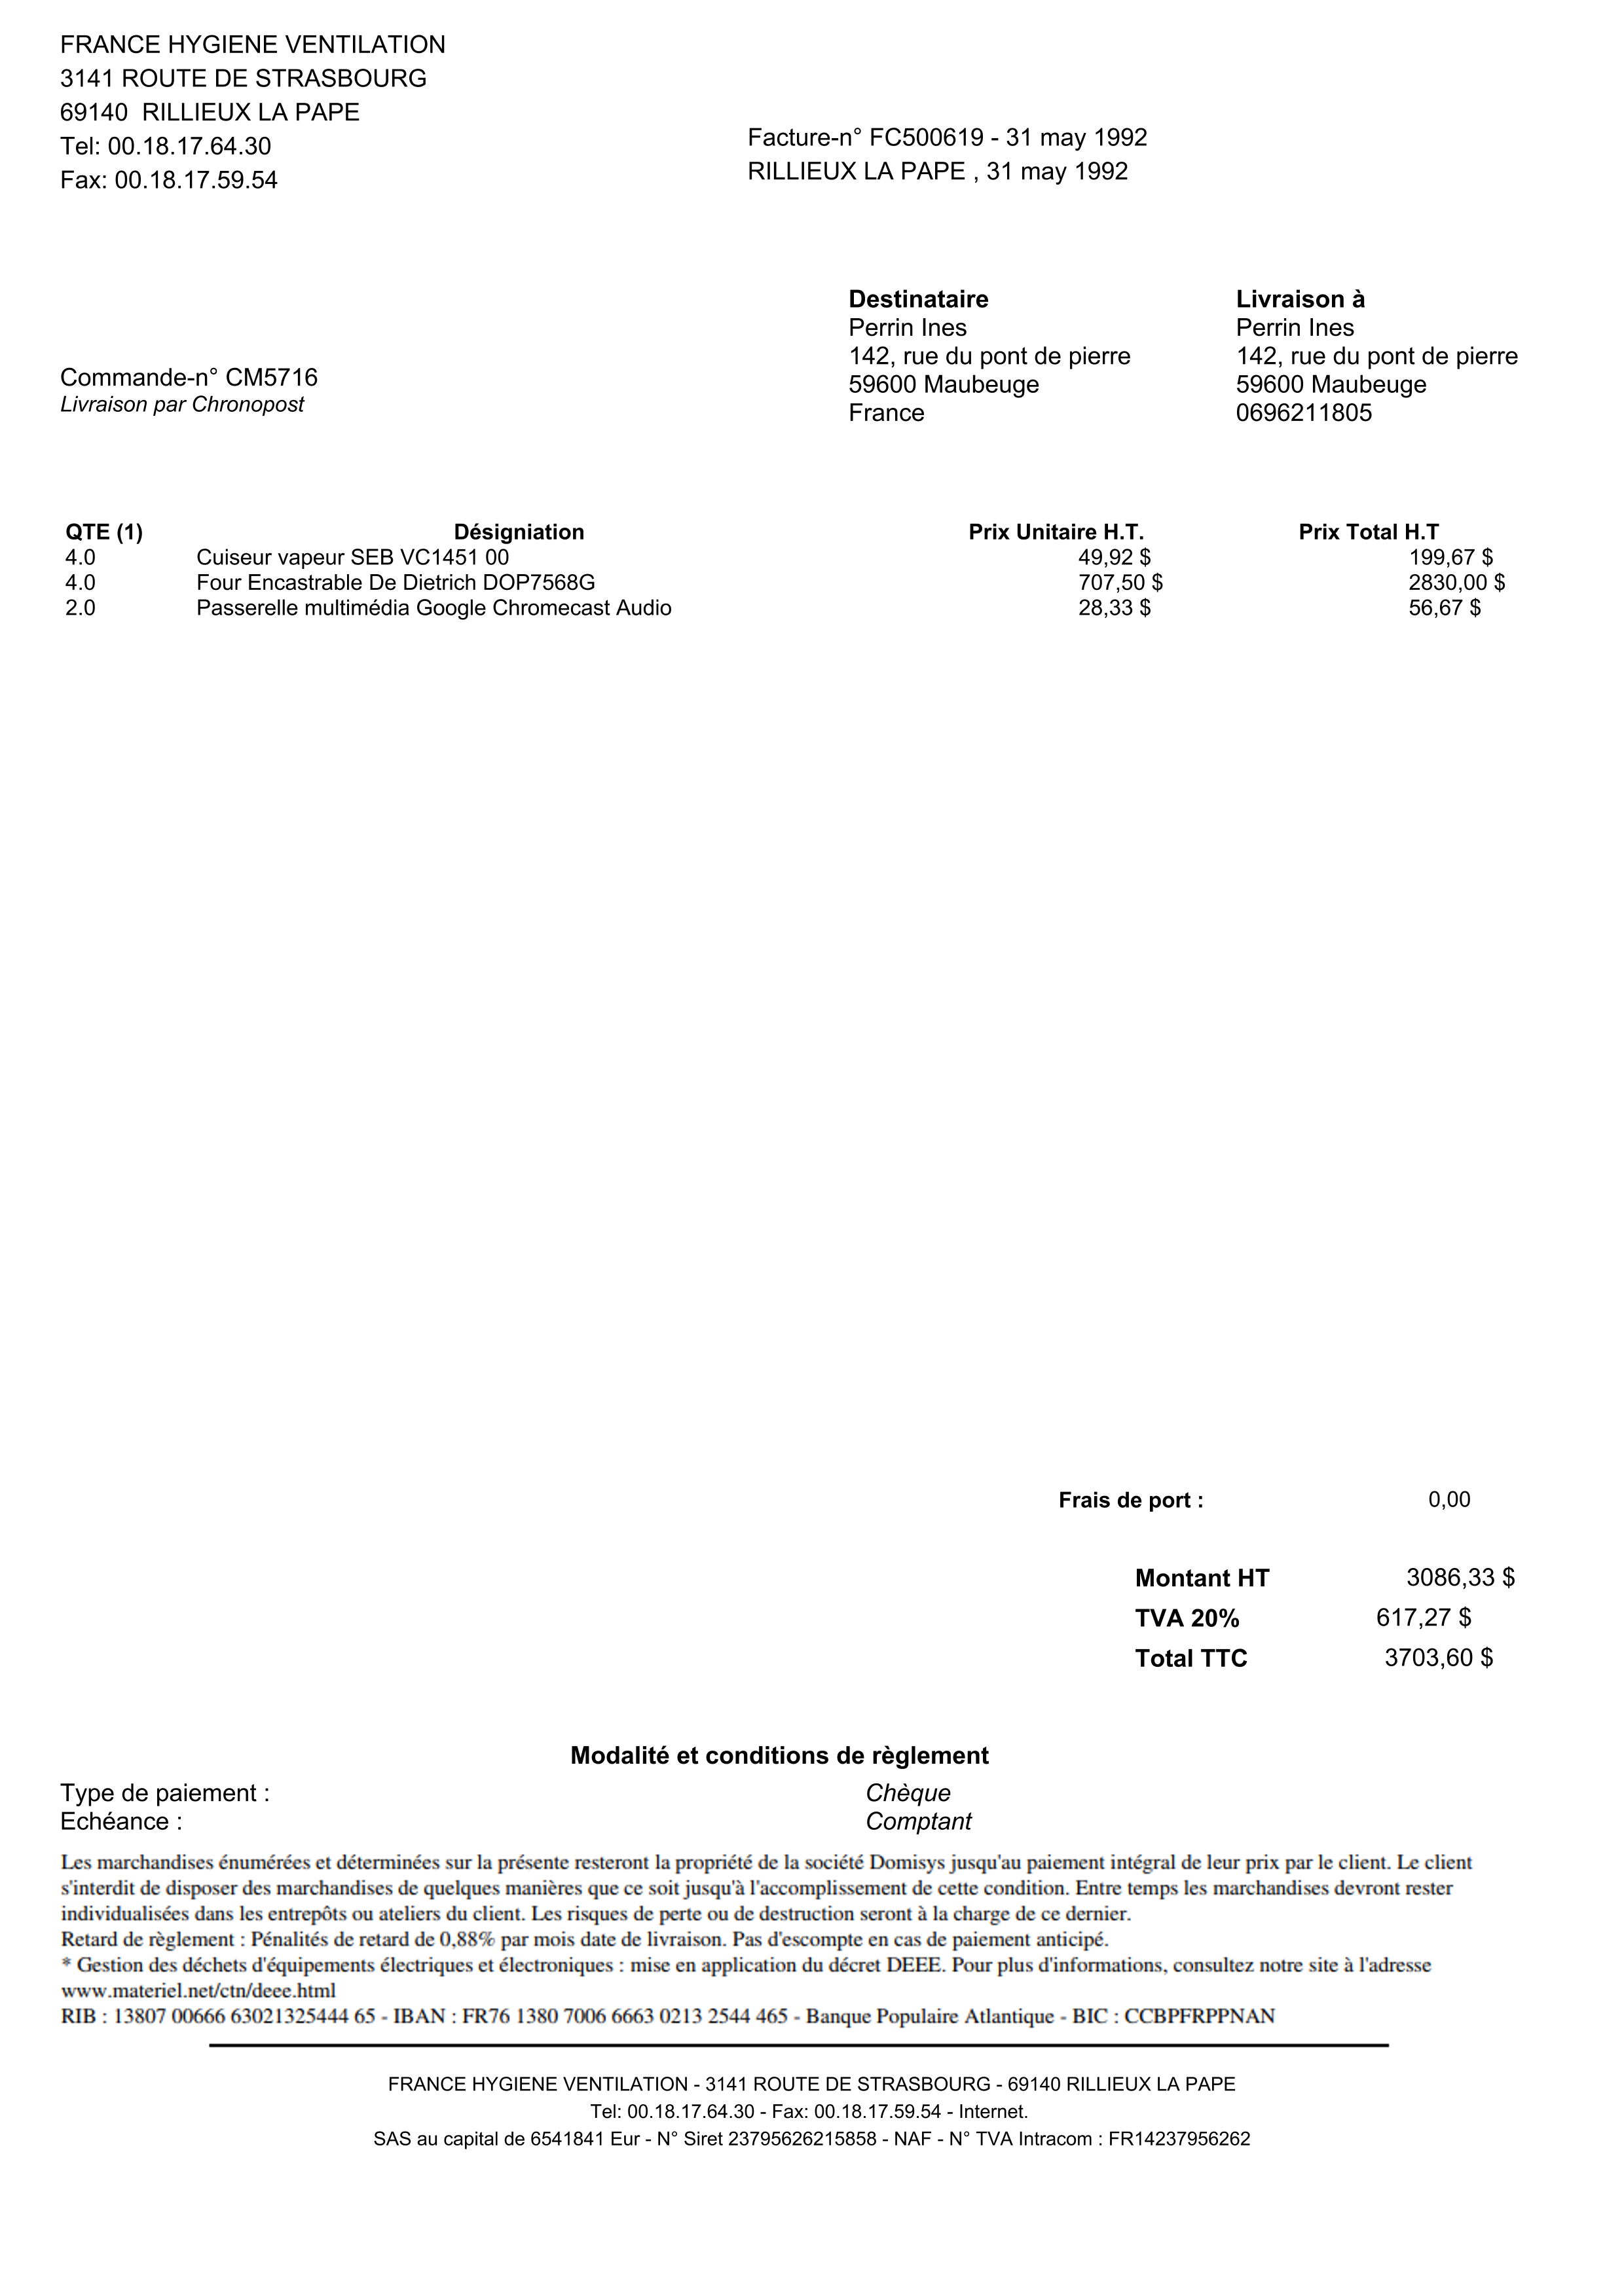 FRANCE HYGIENE VENTILATION
3141 ROUTE DE STRASBOURG
69140 RILLIEUX LA PAPE
Tel: 00.18.17.64.30
Fax: 00.18.17.59.54
Facture-n° FC500619 - 31 may 1992
RILLIEUX LA PAPE , 31 may 1992
Commande-n° CM5716
Livraison par Chronopost
Destinataire
Perrin Ines
142, rue du pont de pierre
59600 Maubeuge
France
Livraison à
Perrin Ines
142, rue du pont de pierre
59600 Maubeuge
0696211805
QTE (1) Désigniation Prix Unitaire H.T. Prix Total H.T
4.0 Cuiseur vapeur SEB VC1451 00 49,92 $ 199,67 $
4.0 Four Encastrable De Dietrich DOP7568G 707,50 $ 2830,00 $
2.0 Passerelle multimédia Google Chromecast Audio 28,33 $ 56,67 $
Frais de port : 0,00
Montant HT 3086,33 $
TVA 20% 617,27 $
Total TTC 3703,60 $
Modalité et conditions de règlement
Type de paiement : Chèque
Echéance : Comptant
Les marchandises énumérées et déterminées sur la présente resteront la propriété de la société Domisys jusqu'au paiement intégral de leur prix par le client. Le client
s'interdit de disposer des marchandises de quelques manières que ce soit jusqu'à l'accomplissement de cette condition. Entre temps les marchandises devront rester
individualisées dans les entrepôts ou ateliers du client. Les risques de perte ou de destruction seront à la charge de ce dernier.
Retard de règlement : Pénalités de retard de 0,88% par mois date de livraison. Pas d'escompte en cas de paiement anticipé.
* Gestion des déchets d'équipements électriques et électroniques : mise en application du décret DEEE. Pour plus d'informations, consultez notre site à l'adresse
www.materiel.net/ctn/deee.html
RIB : 13807 00666 63021325444 65 - IBAN : FR76 1380 7006 6663 0213 2544 465 - Banque Populaire Atlantique - BIC : CCBPFRPPNAN
FRANCE HYGIENE VENTILATION - 3141 ROUTE DE STRASBOURG - 69140 RILLIEUX LA PAPE
Tel: 00.18.17.64.30 - Fax: 00.18.17.59.54 - Internet.
SAS au capital de 6541841 Eur - N° Siret 23795626215858 - NAF - N° TVA Intracom : FR14237956262